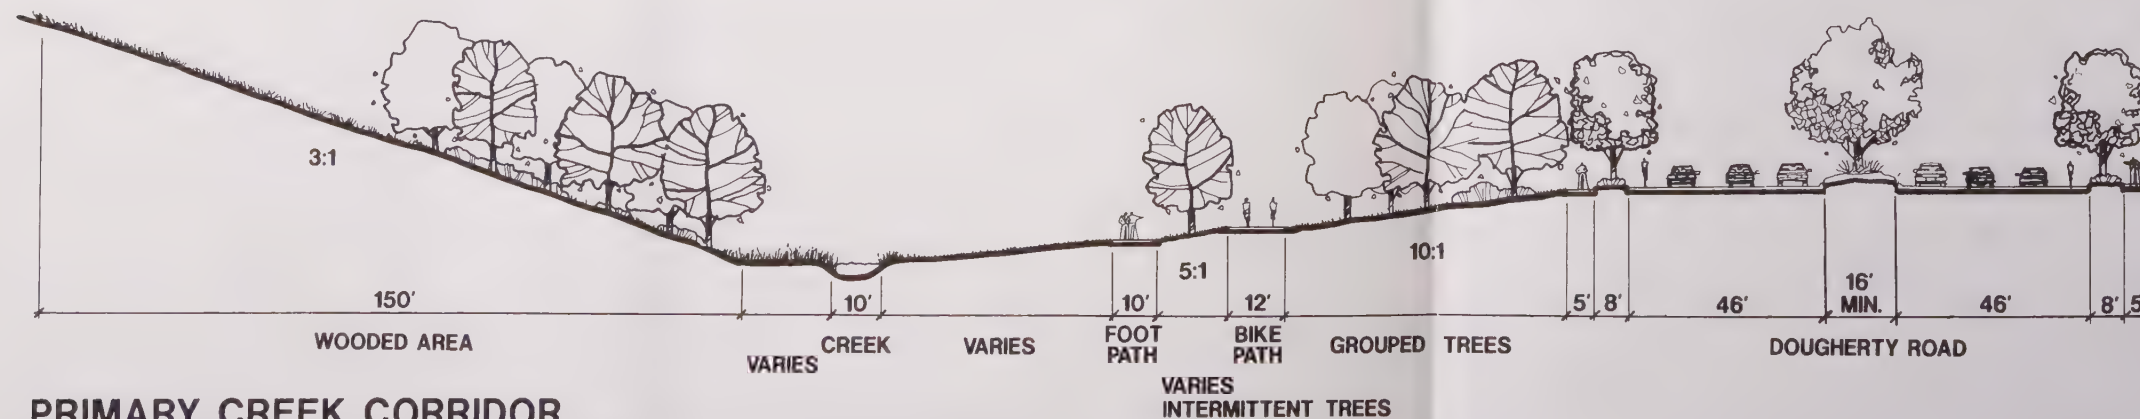 3:1
5:1
10:1
150'
10'
10'
12'
5'
8'
46'
16'
MIN.
46'
8'
5
WOODED AREA
VARIES
CREEK
VARIES
FOOT
PATH
BIKE
PATH
GROUPED TREES
DOUGHERTY ROAD
VARIES
INTERMITTENT TREES
PRIMARY CREEK CORRIDOR